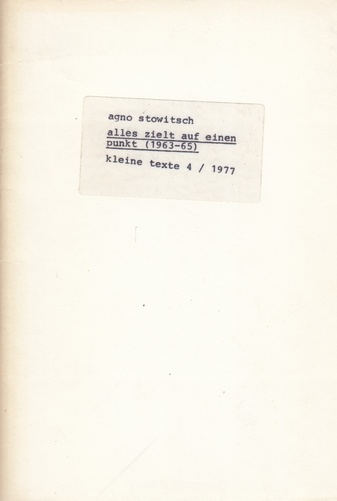 agno stowitsch
alles zielt auf einen
punkt (1963-65)
kleine texte 4 / 1977